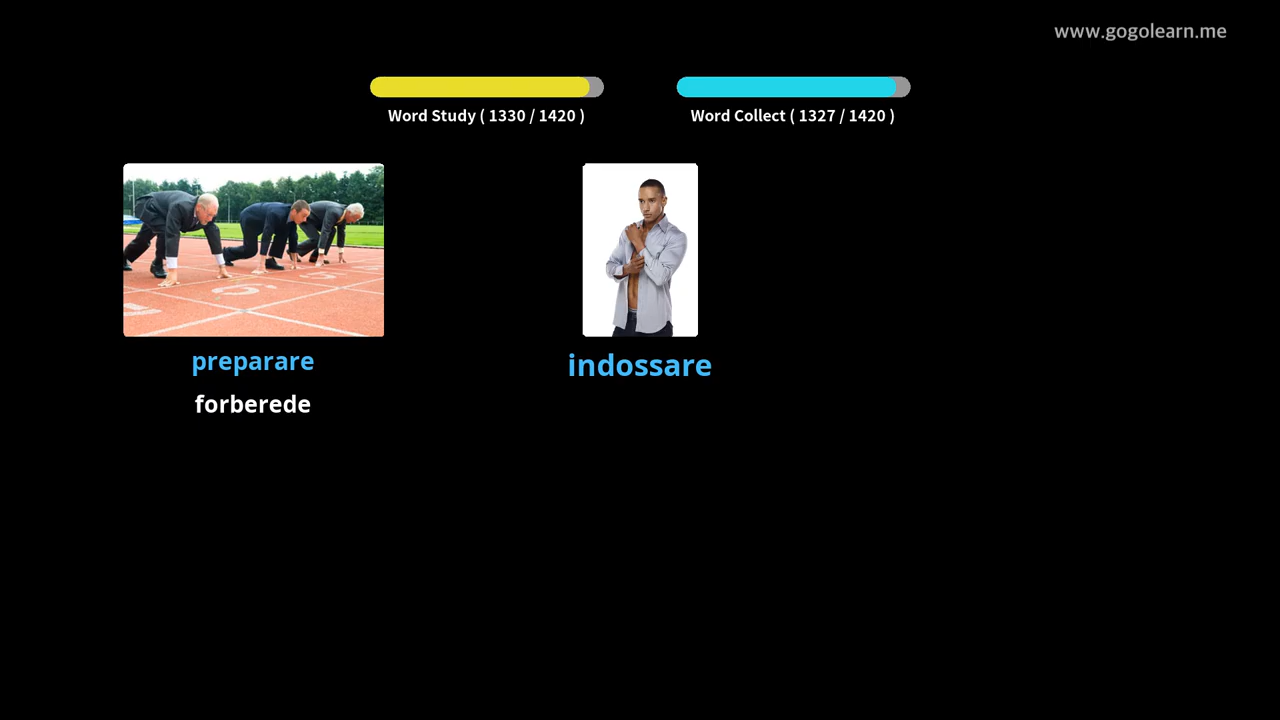 www.gogolearn.me
Word Study ( 1330 / 1420 )
Word Collect ( 1327 / 1420 )
preparare
forberede
indossare